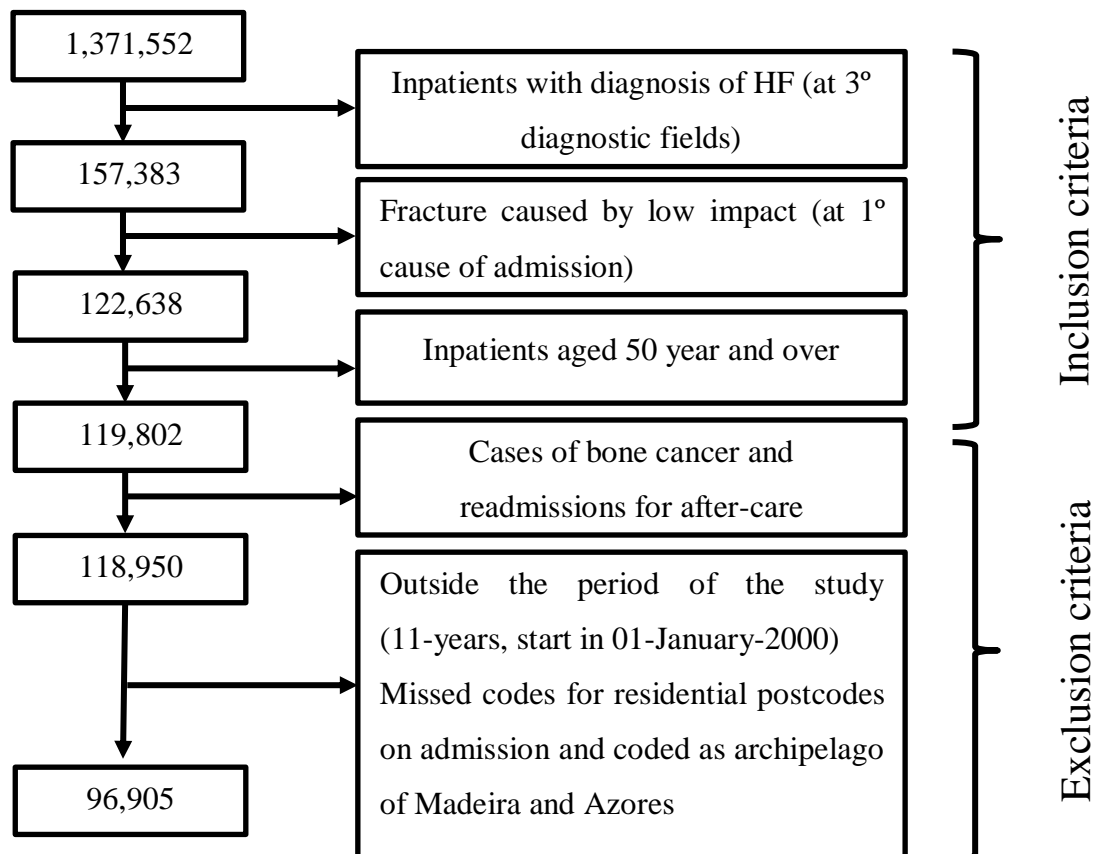 1,371,552
Inpatients with diagnosis of HF (at 3º
diagnostic fields)
157,383
Fracture caused by low impact (at 1º
cause of admission)
122,638
Inpatients aged 50 year and over
119,802
Cases of bone cancer and
readmissions for after-care
118,950
Outside the period of the study
(11-years, start in 01-January-2000)
Missed codes for residential postcodes
on admission and coded as archipelago
of Madeira and Azores
96,905
Inclusion criteria
Exclusion criteria